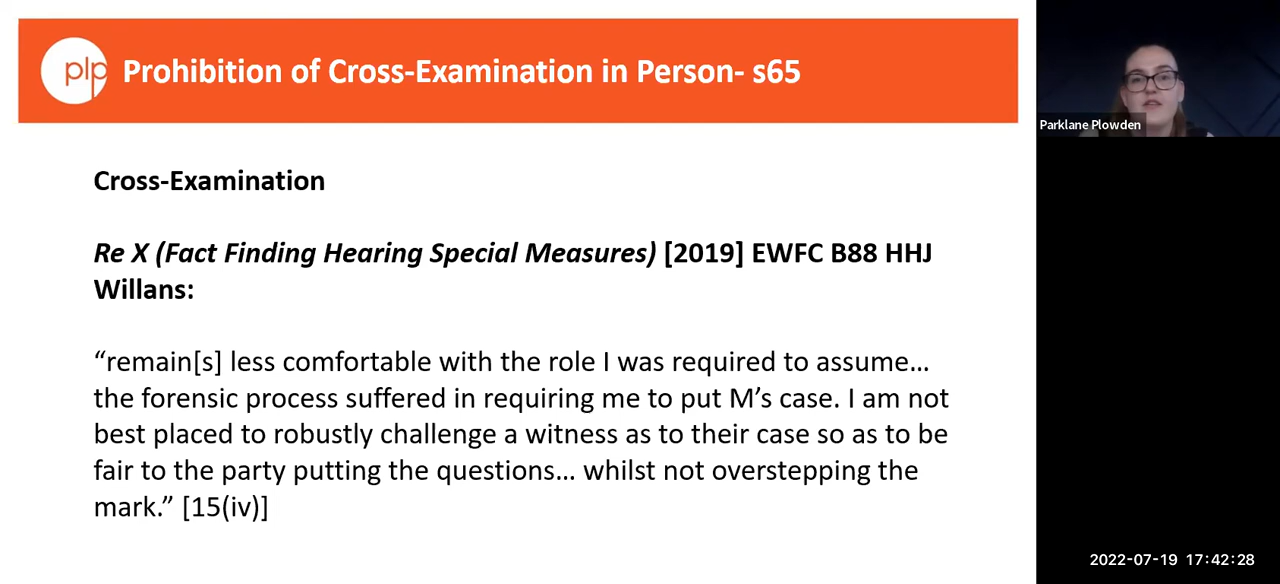 plp
Prohibition of Cross-Examination in Person- s65
Parklane Plowden
Cross-Examination
Re X (Fact Finding Hearing Special Measures) [2019] EWFC B88 HHJ
Willans:
“remain[s] less comfortable with the role I was required to assume…
the forensic process suffered in requiring me to put M’s case. I am not
best placed to robustly challenge a witness as to their case so as to be
fair to the party putting the questions… whilst not overstepping the
mark.” [15(iv)]
2022-07-19 17:42:28